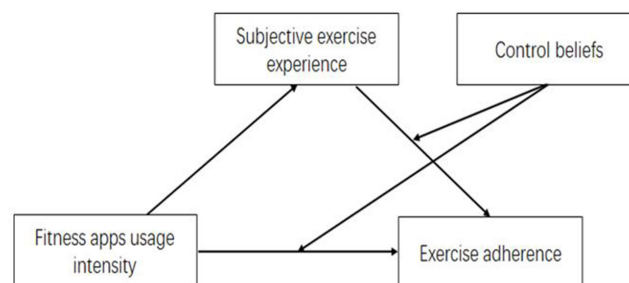 Subjective exercise
experience
Control beliefs
Fitness apps usage
intensity
Exercise adherence